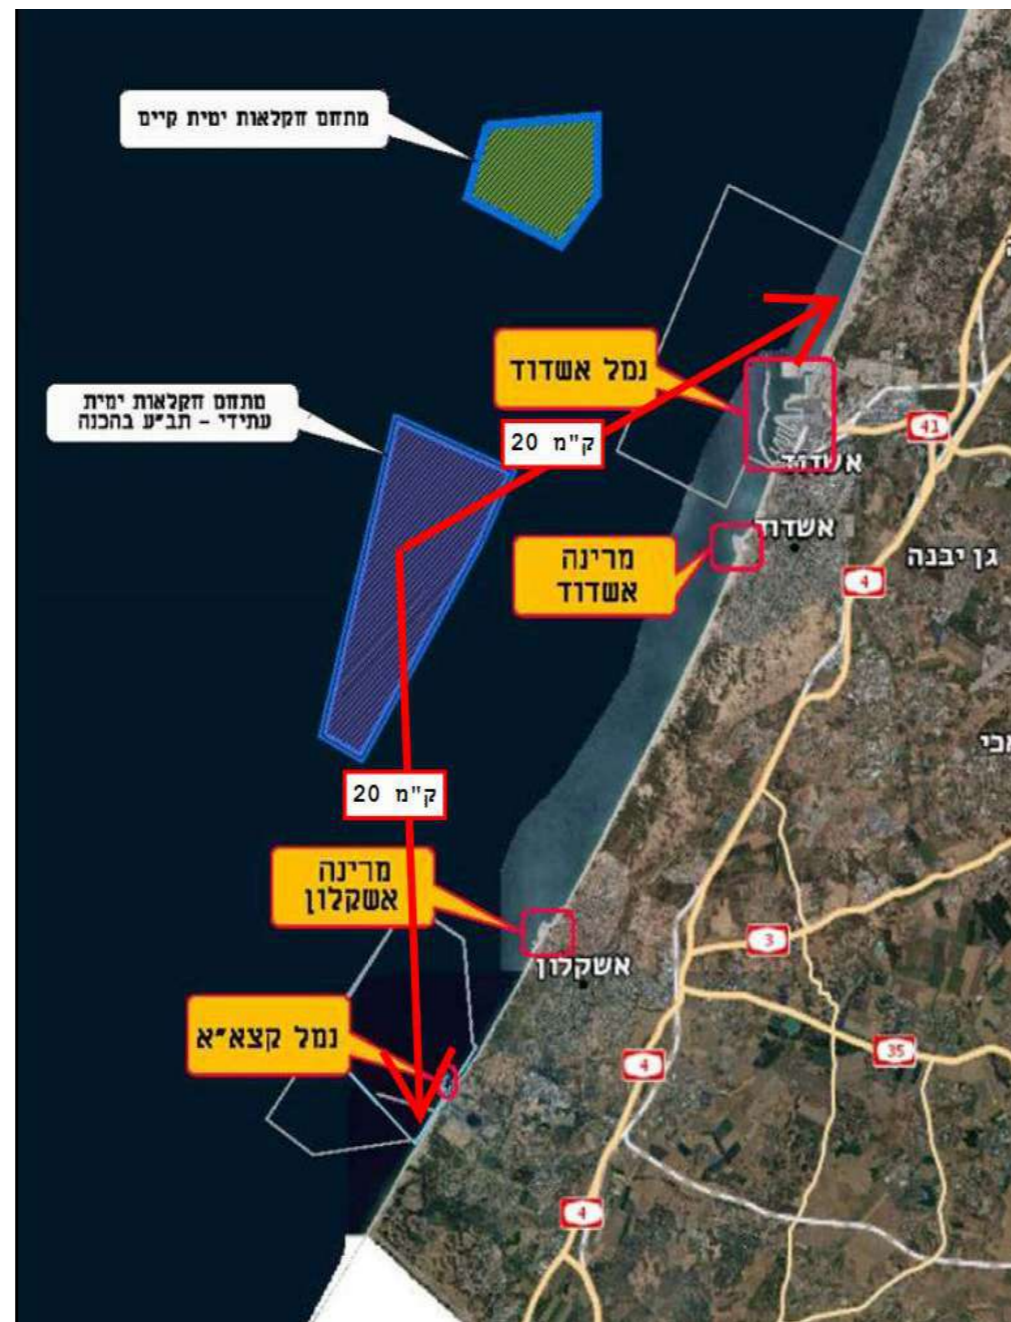 מתחם חקלאות ימית קיים
נמל אשדוד
מתחם חקלאות ימית
עתידי - תב"ע בהכנה
41
20 ק"מ
אשדוד
אשדוד
מרינה
אשדוד
גן יבנה
4
אכי
20 ק"מ
מרינה
אשקלון
3
אשקלון
נמל קצא"א
35
4
4